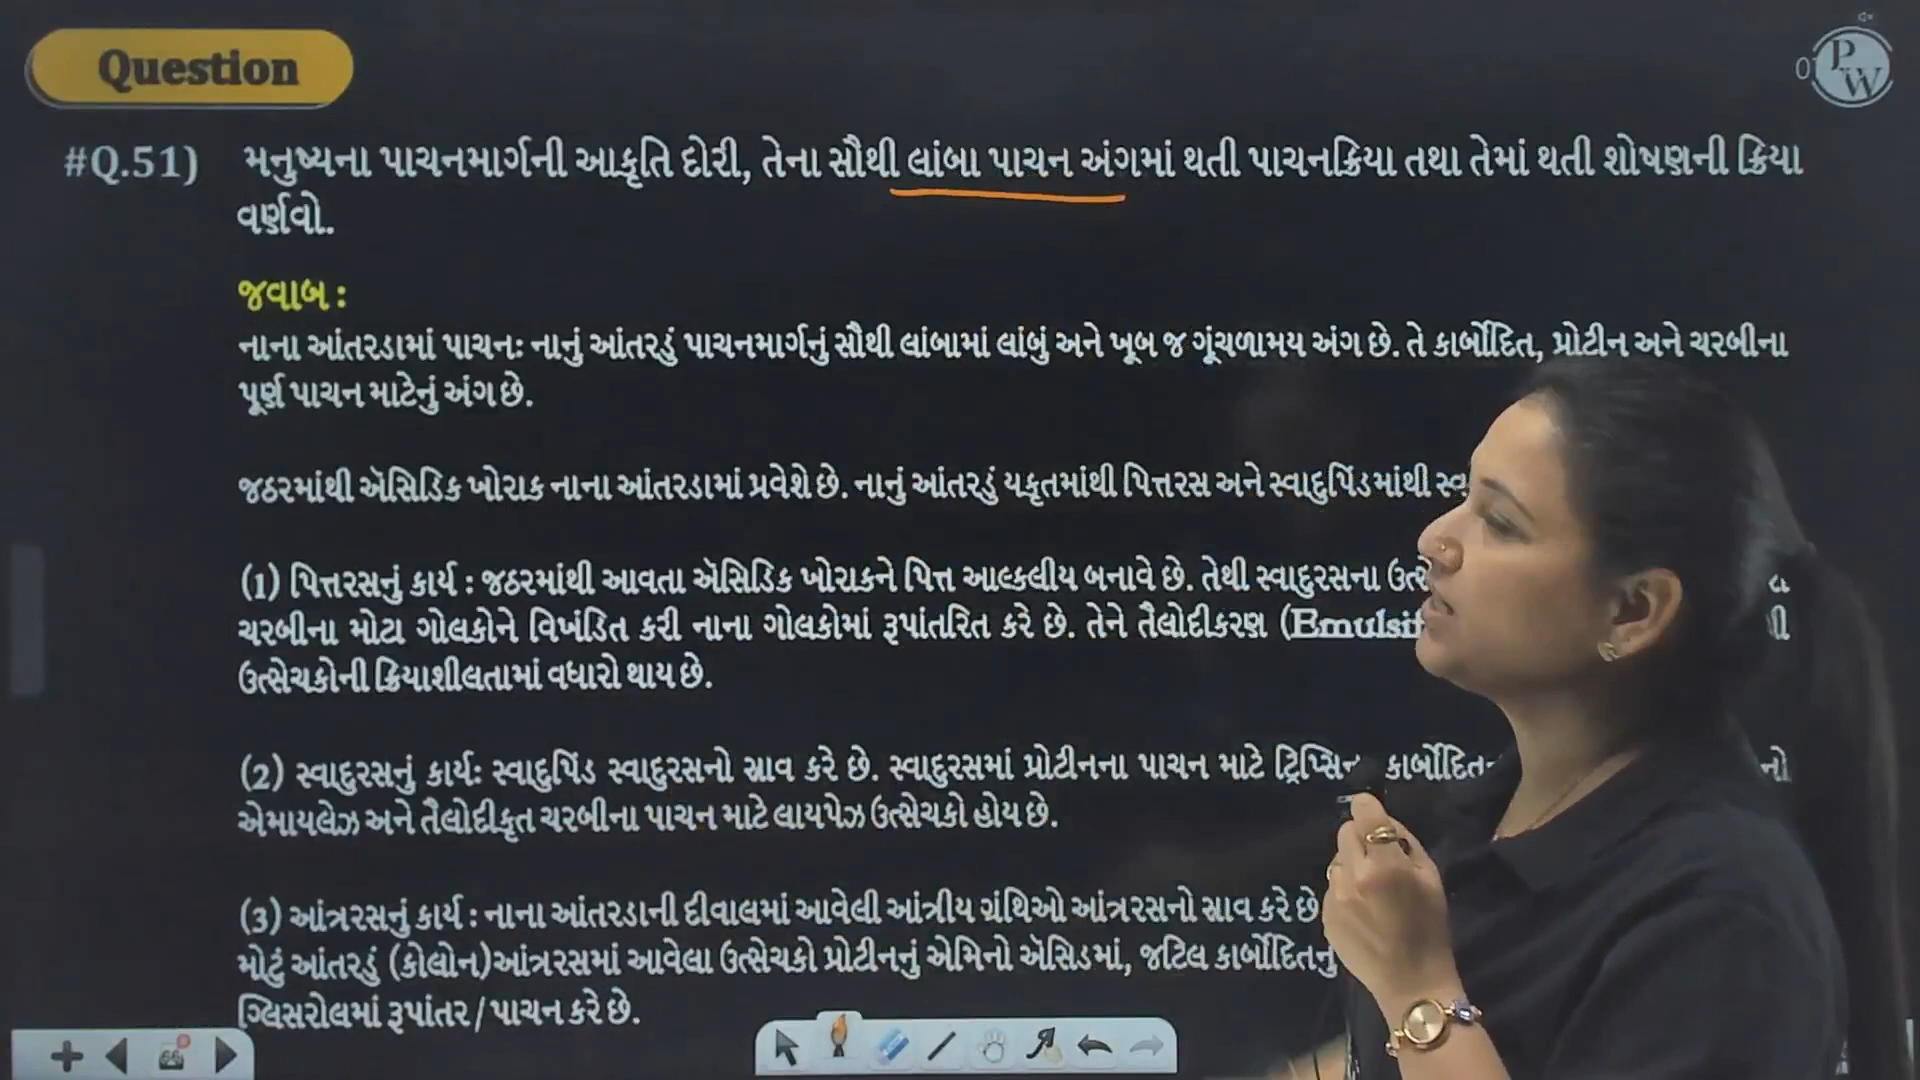 Question
#Q.51) મનુષ્યના પાચનમાર્ગની આકૃતિ દોરી, તેના સૌથી લાંબા પાચન અંગમાં થતી પાચનક્રિયા તથા તેમાં થતી શોષણની ક્રિયા
વર્ણવો.
જવાબ :
નાના આંતરડામાં પાચનઃ નાનું આંતરડું પાચનમાર્ગનું સૌથી લાંબામાં લાંબું અને ખૂબ જ ગૂંચળામય અંગ છે. તે કાર્બોદિત, પ્રોટીન અને ચરબીના
પૂર્ણ પાચન માટેનું અંગ છે.
જઠરમાંથી ઍસિડિક ખોરાક નાના આંતરડામાં પ્રવેશે છે. નાનું આંતરડું યકૃતમાંથી પિત્તરસ અને સ્વાદુપિંડમાંથી
(1) પિત્તરસનું કાર્ય : જઠરમાંથી આવતા ઍસિડિક ખોરાકને પિત્ત આલ્કલીય બનાવે છે. તેથી સ્વાદુરસના
ચરબીના મોટા ગોલકોને વિખંડિત કરી નાના ગોલકોમાં રૂપાંતરિત કરે છે. તેને તૈલોદીકરણ
ઉત્સેચકોની ક્રિયાશીલતામાં વધારો થાય છે.
(2) સ્વાદુરસનું કાર્યઃ સ્વાદુપિંડ સ્વાદુરસનો સ્રાવ કરે છે. સ્વાદુરસમાં પ્રોટીનના પાચન માટે ટ્રિપ્સિન
એમાયલેઝ અને તૈલોદીકૃત ચરબીના પાચન માટે લાયપેઝ ઉત્સેચકો હોય છે.
(3) આંત્રરસનું કાર્ય : નાના આંતરડાની દીવાલમાં આવેલી આંત્રીય ગ્રંથિઓ આંત્રરસનો સ્રાવ કરે છે
મોટું આંતરડું (કોલોન)આંત્રરસમાં આવેલા ઉત્સેચકો પ્રોટીનનું એમિનો ઍસિડમાં, જટિલ કાર્બોદિતનું
ગ્લિસરોલમાં રૂપાંતર / પાચન કરે છે.
PW
66